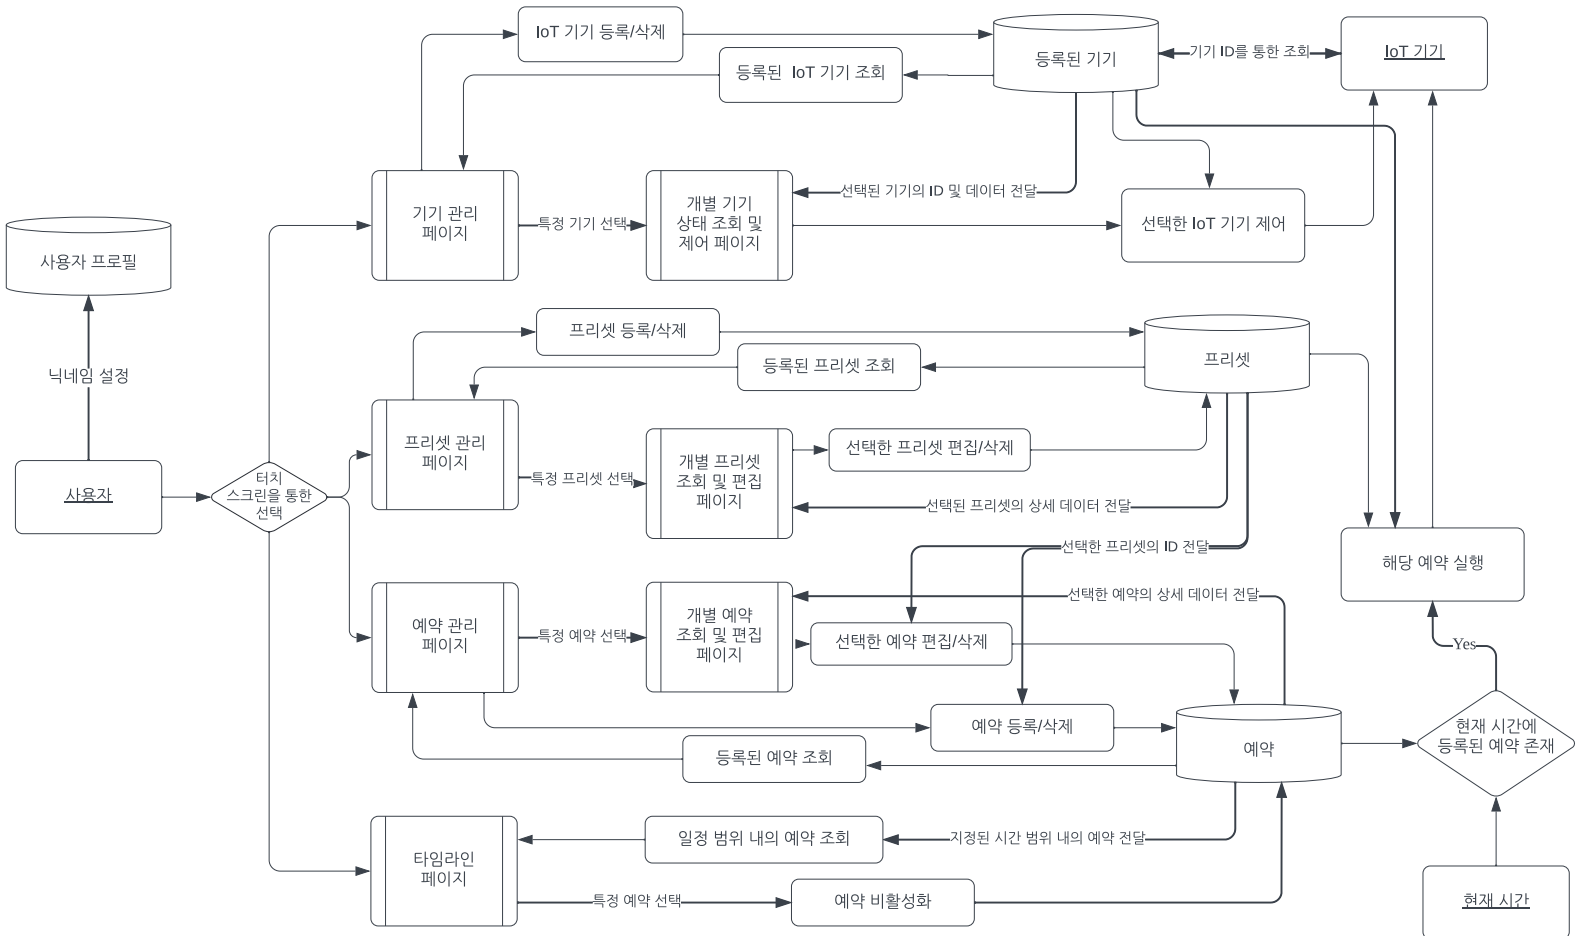 IoT 기기 등록/삭제
등록된 IoT 기기 조회
등록된 기기
기기 ID를 통한 조회
IoT 기기
기기 관리
페이지
특정 기기 선택
개별 기기
상태 조회 및
제어 페이지
선택된 기기의 ID 및 데이터 전달
선택한 IoT 기기 제어
사용자 프로필
닉네임 설정
사용자
터치
스크린을 통한
선택
프리셋 등록/삭제
등록된 프리셋 조회
프리셋
프리셋 관리
페이지
특정 프리셋 선택
개별 프리셋
조회 및 편집
페이지
선택한 프리셋 편집/삭제
선택된 프리셋의 상세 데이터 전달
선택한 프리셋의 ID 전달
해당 예약 실행
예약 관리
페이지
특정 예약 선택
개별 예약
조회 및 편집
페이지
선택한 예약의 상세 데이터 전달
선택한 예약 편집/삭제
Yes
예약 등록/삭제
등록된 예약 조회
예약
현재 시간에
등록된 예약 존재
타임라인
페이지
일정 범위 내의 예약 조회
지정된 시간 범위 내의 예약 전달
특정 예약 선택
예약 비활성화
현재 시간